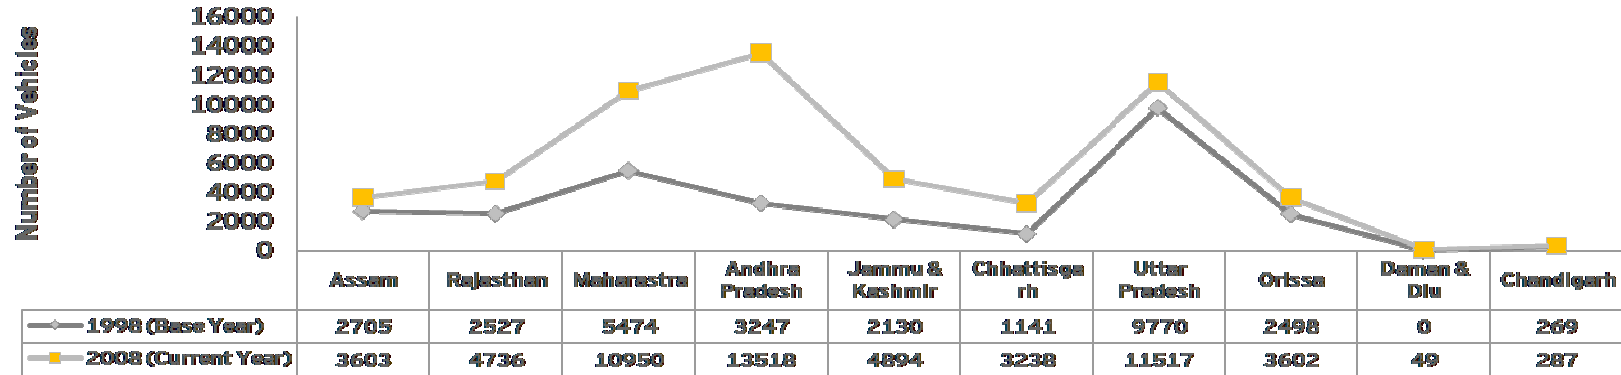 Number of Vehicles
16000
14000
12000
10000
8000
6000
4000
2000
0
Assam Rajasthan Maharastra Andhra Pradesh Jammu & Kashmir Chhattisga rh Uttar Pradesh Orissa Daman & Diu Chandigarh
1998 (Base Year) 2705 2527 5474 3247 2130 1141 9770 2498 0 269
2008 (Current Year) 3603 4736 10950 13518 4894 3238 11517 3602 49 287